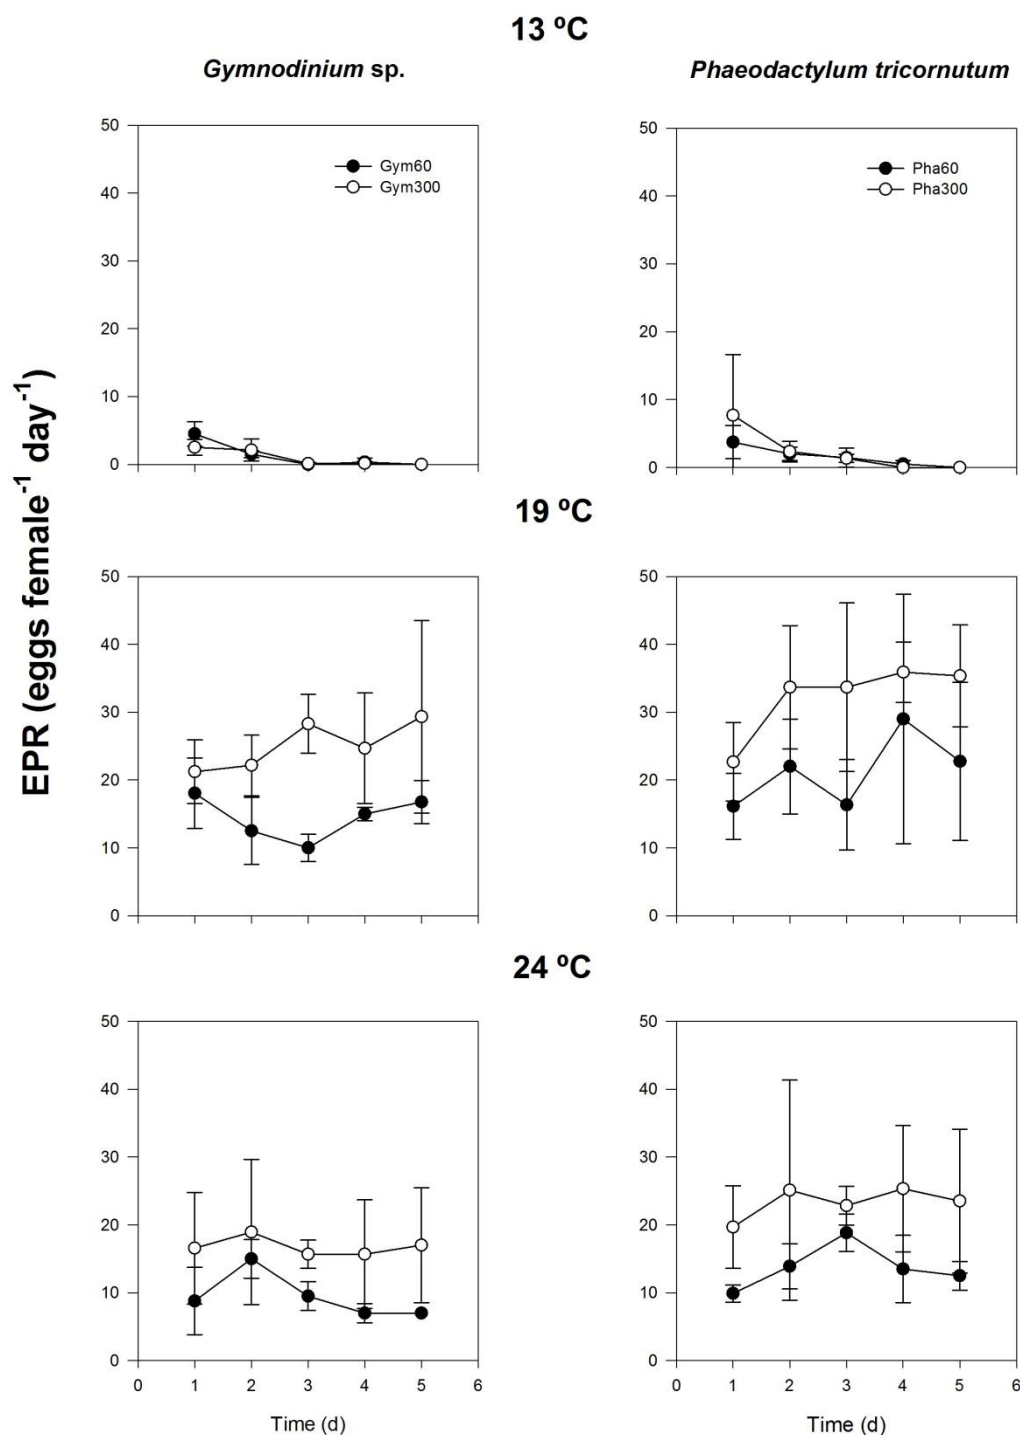 13 ºC
Gymnodinium sp.
Phaeodactylum tricornutum
EPR (eggs female-1 day-1)
50
40
30
20
10
0
Gym60
Gym300
50
40
30
20
10
0
Pha60
Pha300
19 ºC
50
40
30
20
10
0
50
40
30
20
10
0
24 ºC
50
40
30
20
10
0
0 1 2 3 4 5 6
Time (d)
50
40
30
20
10
0
0 1 2 3 4 5 6
Time (d)